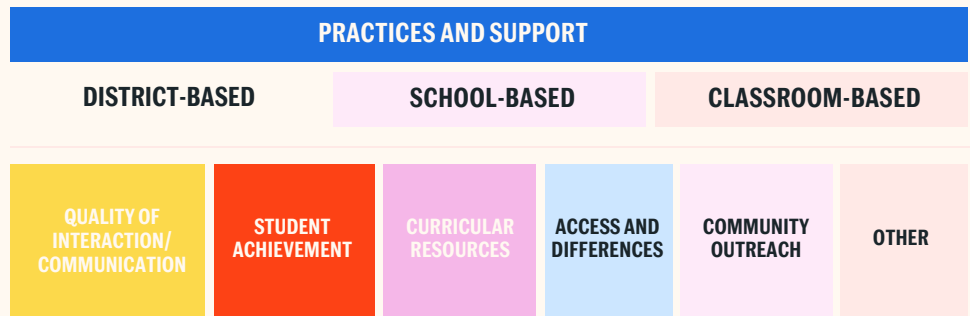 PRACTICES AND SUPPORT
DISTRICT-BASED
SCHOOL-BASED
CLASSROOM-BASED
QUALITY OF
INTERACTION/
COMMUNICATION
STUDENT
ACHIEVEMENT
CURRICULAR
RESOURCES
ACCESS AND
DIFFERENCES
COMMUNITY
OUTREACH
OTHER